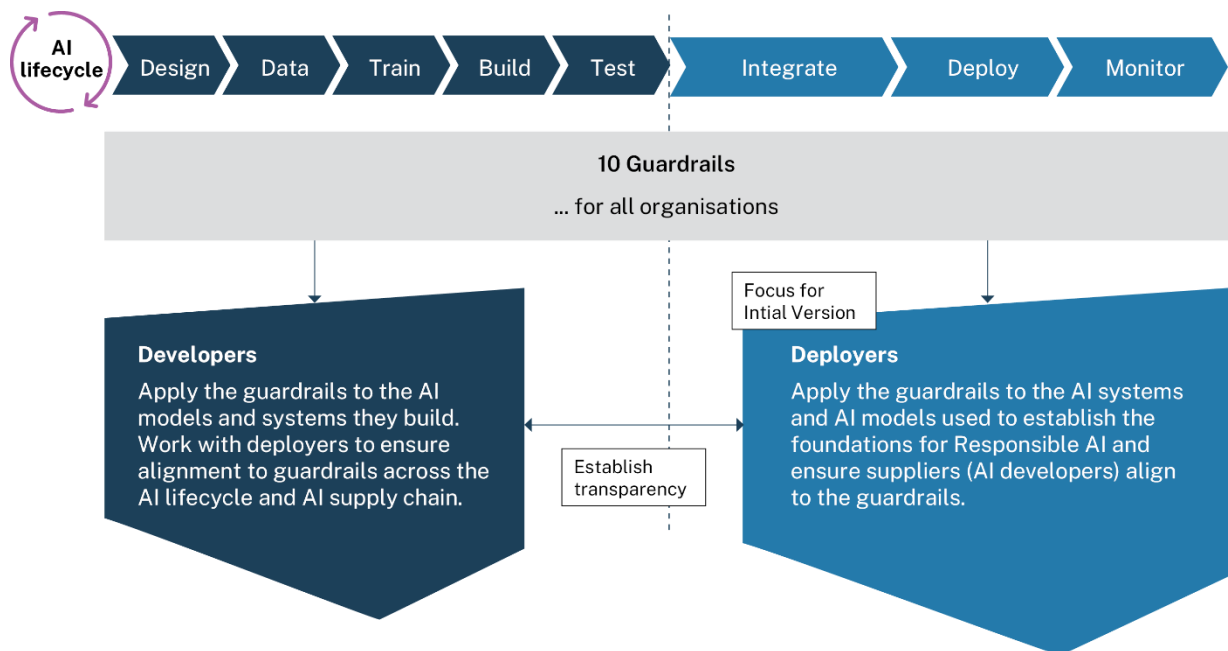 AI
lifecycle
Design
Data
Train
Build
Test
Integrate
Deploy
Monitor
10 Guardrails
... for all organisations
Focus for
Intial Version
Developers
Apply the guardrails to the AI
models and systems they build.
Work with deployers to ensure
alignment to guardrails across the
AI lifecycle and AI supply chain.
Establish
transparency
Deployers
Apply the guardrails to the AI systems
and AI models used to establish the
foundations for Responsible AI and
ensure suppliers (AI developers) align
to the guardrails.